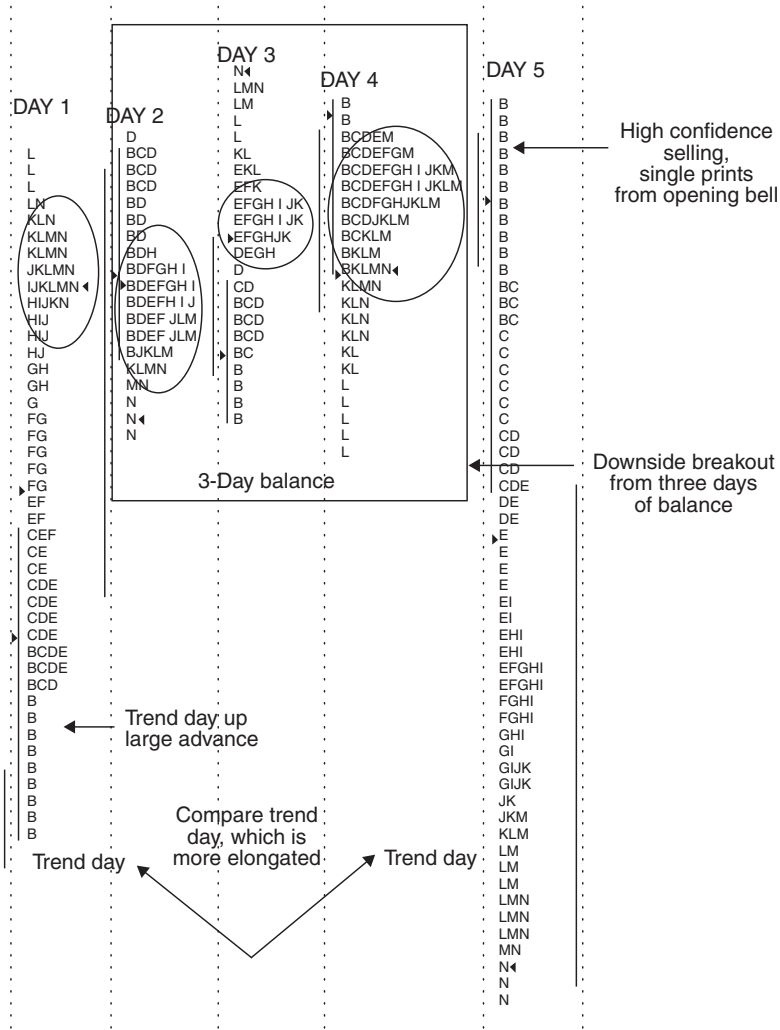 DAY 1
L
L
L
LN
KLN
KLMN
KLMN
JKLMN
IJKLMN
HIJKN
HIJ
HIJ
HJ
GH
GH
G
FG
FG
FG
FG
FG
EF
EF
CEF
CE
CE
CDE
CDE
CDE
CDE
BCDE
BCDE
BCD
B
B
B
B
B
B
B
B
B
Trend day up
large advance
Trend day
DAY 2
D
BCD
BCD
BCD
BD
BD
BD
BDH
BDFGH I
BDEFGH I
BDEFH I J
BDEF JLM
BDEF JLM
BJKLM
KLMN
MN
N
N
N
DAY 3
N
LMN
LM
L
L
KL
EKL
EFK
EFGH I JK
EFGH I JK
EFGHJK
DEGH
D
CD
BCD
BCD
BCD
BC
B
B
B
B
3-Day balance
DAY 4
B
B
BCDEM
BCDEFGM
BCDEFGH I JKM
BCDEFGH I JKLM
BCDFGHJKLM
BCDJKLM
BCKLM
BKLM
BKLMN
KLMN
KLN
KLN
KLN
KL
KL
L
L
L
L
L
Compare trend
day, which is
more elongated
Trend day
DAY 5
B
B
B
B
B
B
B
B
B
B
B
BC
BC
BC
C
C
C
C
C
C
CD
CD
CD
CDE
DE
DE
E
E
E
E
EI
EI
EHI
EHI
EFGHI
EFGHI
FGHI
FGHI
GHI
GI
GIJK
GIJK
JK
JKM
KLM
LM
LM
LM
LMN
LMN
LMN
MN
N
N
N
High confidence
selling,
single prints
from opening bell
Downside breakout
from three days
of balance